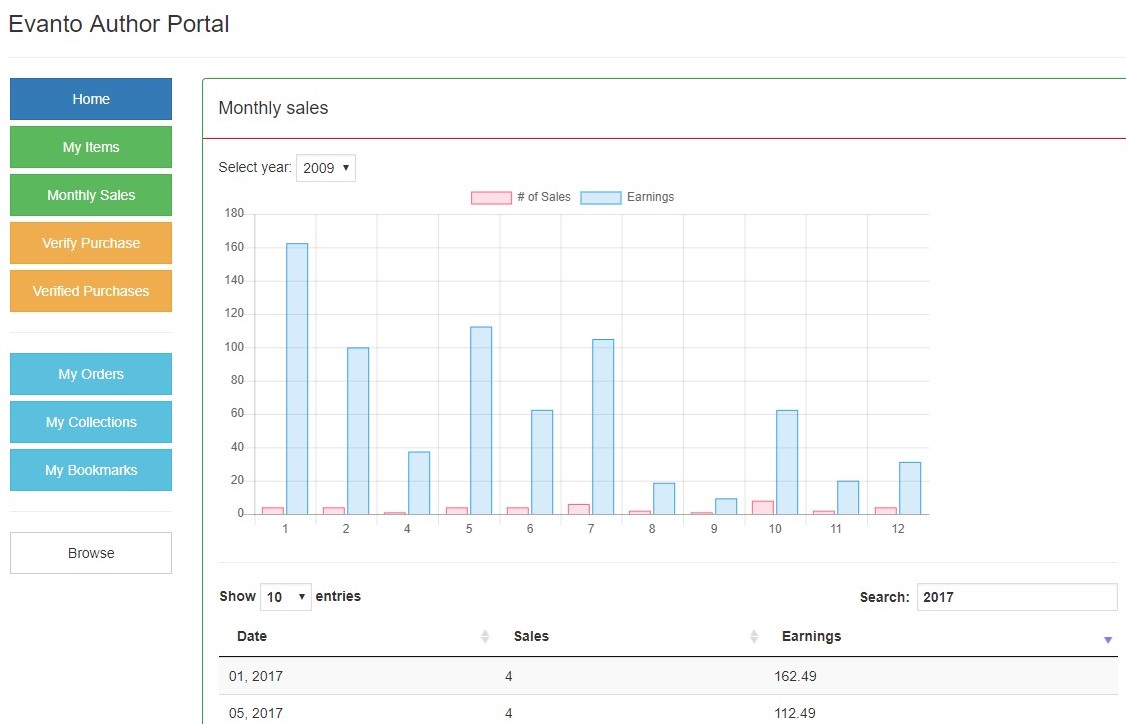 Evanto Author Portal
Home
My Items
Monthly Sales
Verify Purchase
Verified Purchases
My Orders
My Collections
My Bookmarks
Browse
Monthly sales
Select year: 2009
# of Sales Earnings
180
160
140
120
100
80
60
40
20
0
1 2 4 5 6 7 8 9 10 11 12
Show 10 entries
Search: 2017
Date Sales Earnings
01, 2017 4 162.49
05, 2017 4 112.49